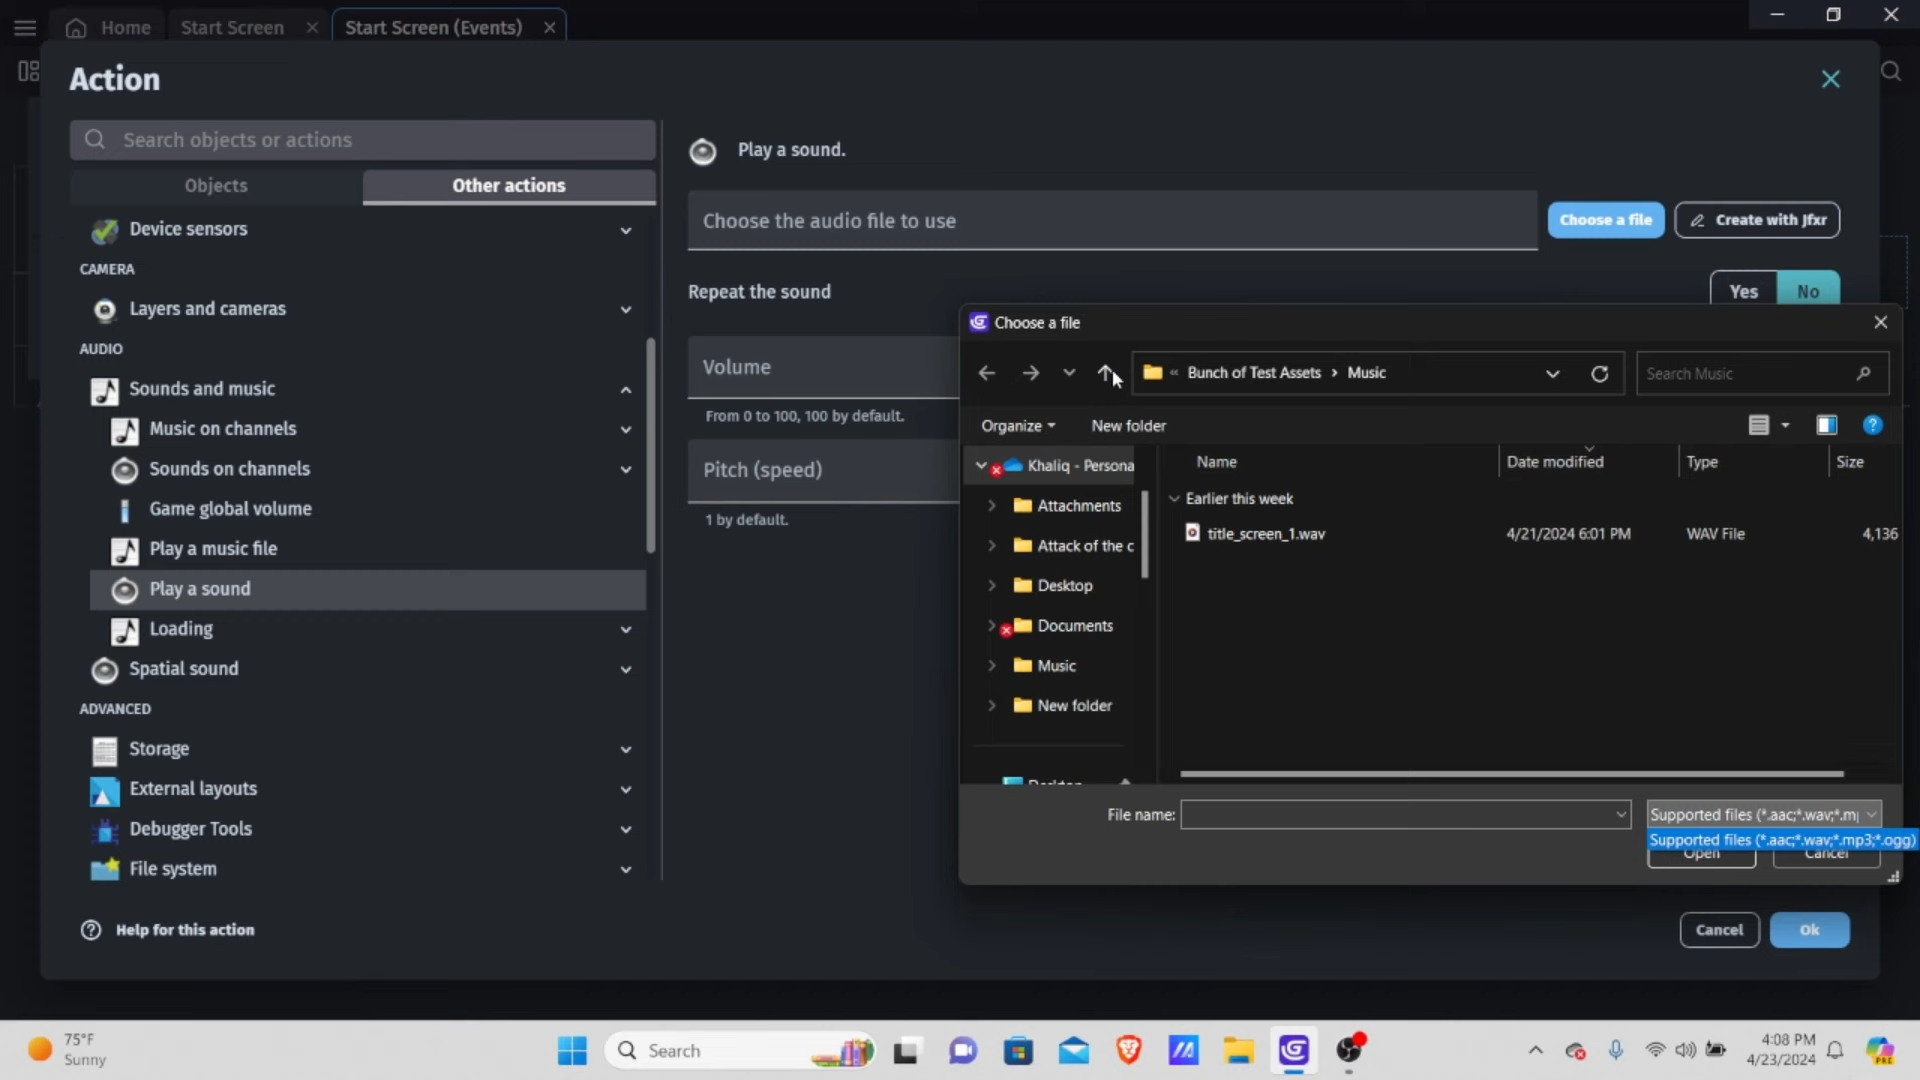 Home
Start Screen
Start Screen (Events)
Action
Search objects or actions
Objects
Other actions
Device sensors
CAMERA
Layers and cameras
AUDIO
Sounds and music
Music on channels
Sounds on channels
Game global volume
Play a music file
Play a sound
Loading
Spatial sound
ADVANCED
Storage
External layouts
Debugger Tools
File system
Help for this action
Play a sound.
Choose the audio file to use
Choose a file
Create with Jfxr
Repeat the sound
Yes
No
Volume
From 0 to 100, 100 by default.
Pitch (speed)
1 by default.
Choose a file
« Bunch of Test Assets › Music
Search Music
Organize
New folder
Khaliq - Persona
Attachments
Attack of the c
Desktop
Documents
Music
New folder
Desktop
Name
Date modified
Type
Size
Earlier this week
title_screen_1.wav
4/21/2024 6:01 PM
WAV File
4,136
File name:
Supported files (*.aac;*.wav;*.m
Supported files (*.aac;*.wav;*.mp3;*.ogg)
Open
Cancel
Cancel
Ok
75°F
Sunny
Search
4:08 PM
4/23/2024
PRE